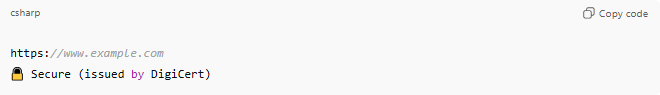 csharp
Copy code
https://www.example.com
🔒 Secure (issued by DigiCert)